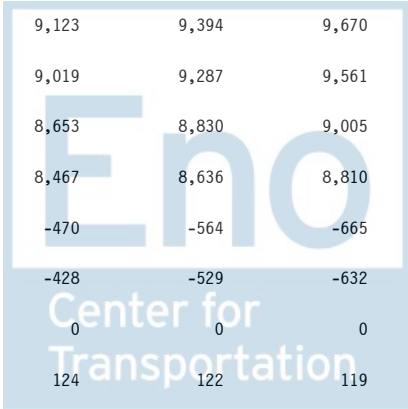 9,123 9,394 9,670
9,019 9,287 9,561
8,653 8,830 9,005
8,467 8,636 8,810
-470 -564 -665
-428 -529 -632
0 0 0
124 122 119
Eno
Center for
Transportation